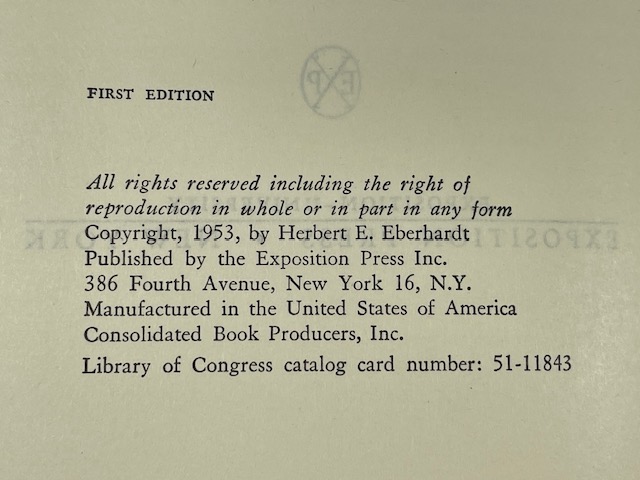 FIRST EDITION
All rights reserved including the right of
reproduction in whole or in part in any form
Copyright, 1953, by Herbert E. Eberhardt
Published by the Exposition Press Inc.
386 Fourth Avenue, New York 16, N.Y.
Manufactured in the United States of America
Consolidated Book Producers, Inc.
Library of Congress catalog card number: 51-11843